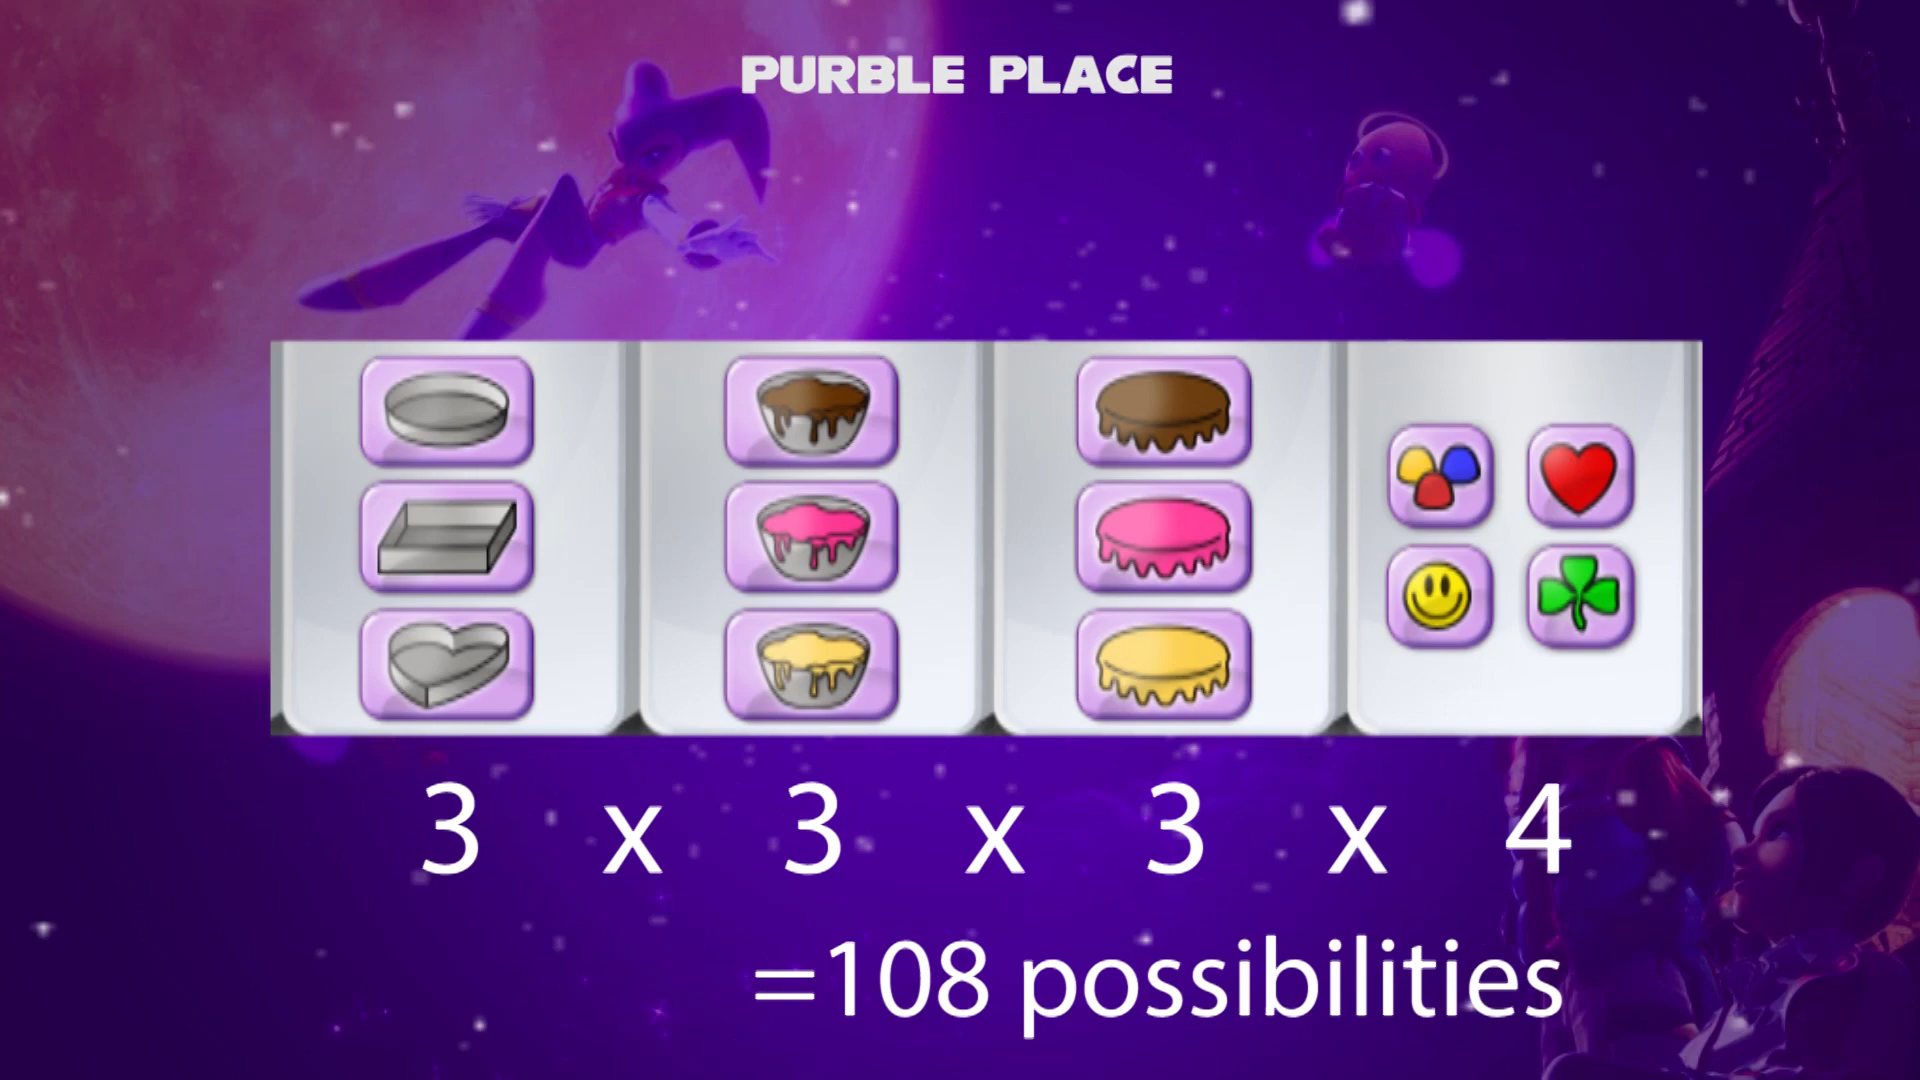 PURBLE PLACE
3 x 3 x 3 x 4
=108 possibilities